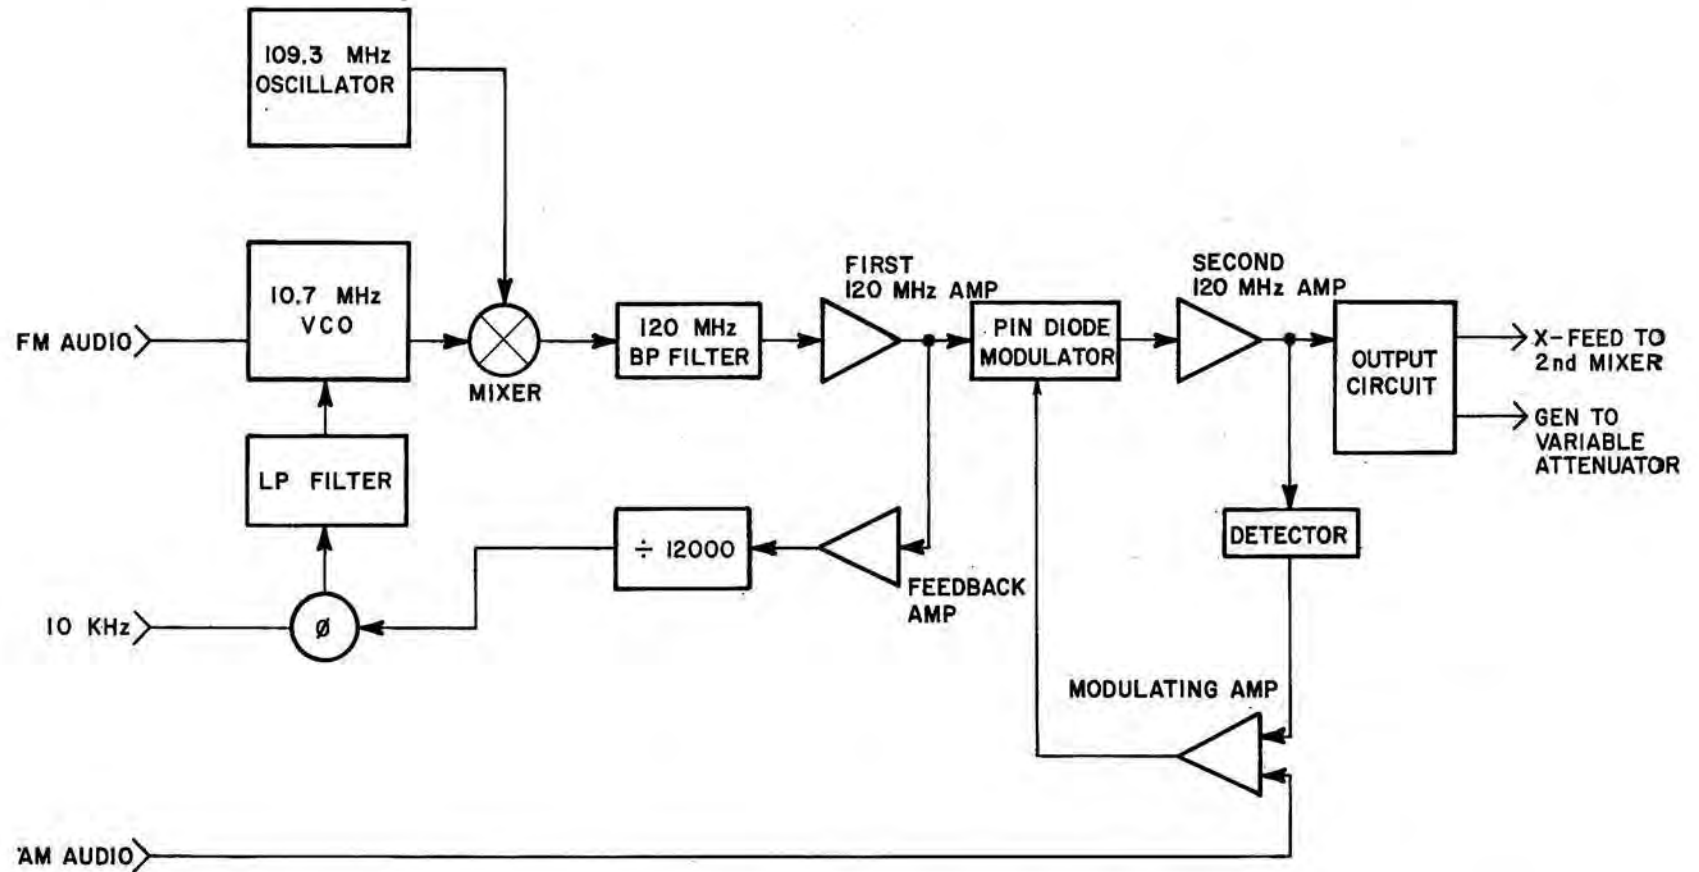 109.3 MHz
OSCILLATOR
FM AUDIO
10.7 MHz
VCO
MIXER
120 MHz
BP FILTER
FIRST
120 MHz AMP
PIN DIODE
MODULATOR
SECOND
120 MHz AMP
OUTPUT
CIRCUIT
X-FEED TO
2nd MIXER
GEN TO
VARIABLE
ATTENUATOR
LP FILTER
÷ 12000
FEEDBACK
AMP
DETECTOR
10 KHz
Ø
MODULATING AMP
AM AUDIO